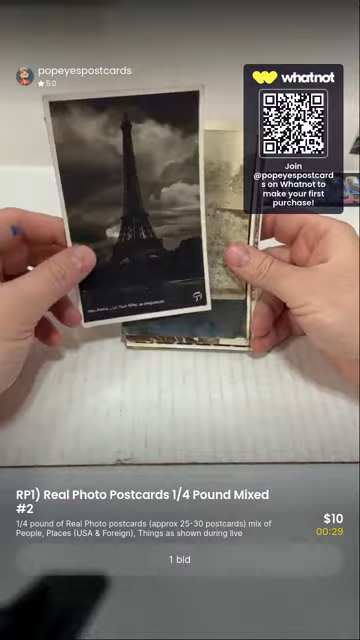 popeyespostcards
5.0
whatnot
Join
@popeyespostcard
s on Whatnot to
make your first
purchase!
RP1) Real Photo Postcards 1/4 Pound Mixed
#2
1/4 pound of Real Photo postcards (approx 25-30 postcards) mix of
People, Places (USA & Foreign), Things as shown during live
$10
00:29
1 bid